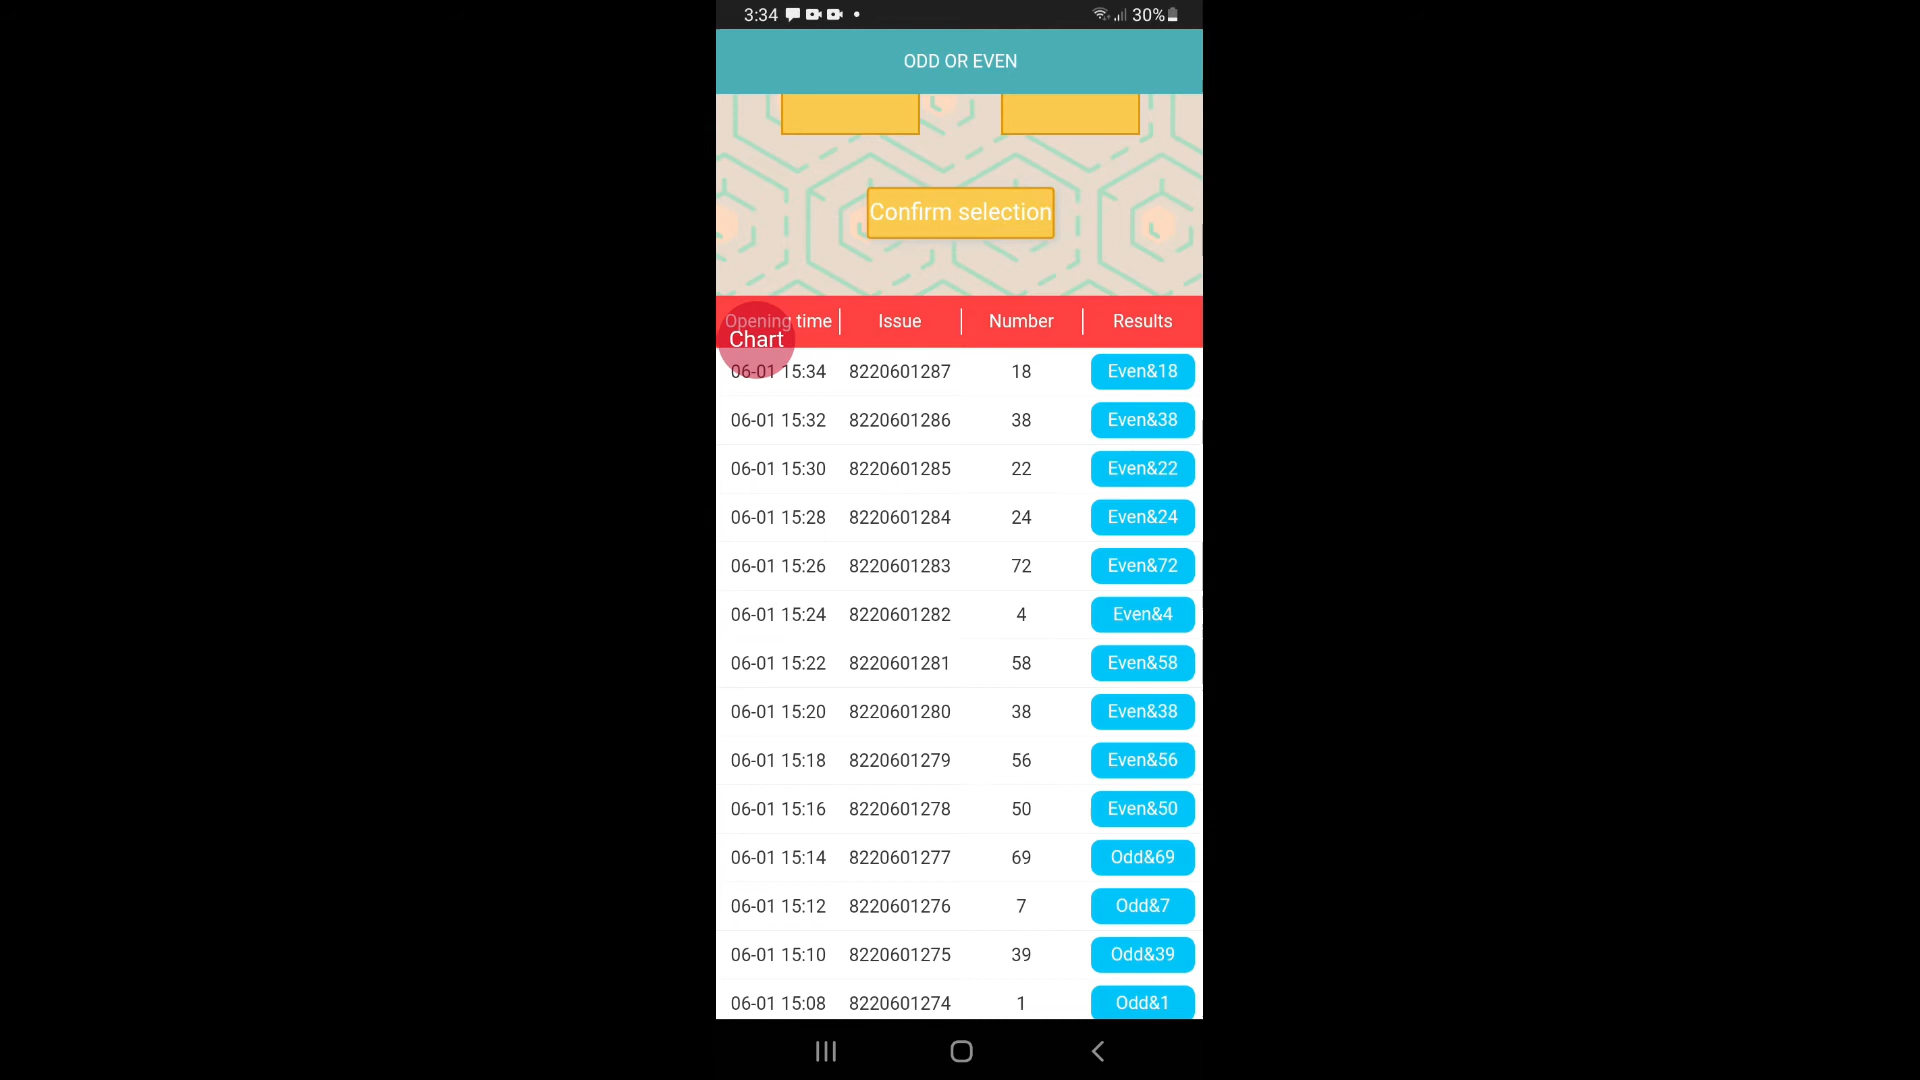 3:34 30%
ODD OR EVEN
Confirm selection
Opening time Issue Number Results
Chart
06-01 15:34 8220601287 18 Even&18
06-01 15:32 8220601286 38 Even&38
06-01 15:30 8220601285 22 Even&22
06-01 15:28 8220601284 24 Even&24
06-01 15:26 8220601283 72 Even&72
06-01 15:24 8220601282 4 Even&4
06-01 15:22 8220601281 58 Even&58
06-01 15:20 8220601280 38 Even&38
06-01 15:18 8220601279 56 Even&56
06-01 15:16 8220601278 50 Even&50
06-01 15:14 8220601277 69 Odd&69
06-01 15:12 8220601276 7 Odd&7
06-01 15:10 8220601275 39 Odd&39
06-01 15:08 8220601274 1 Odd&1